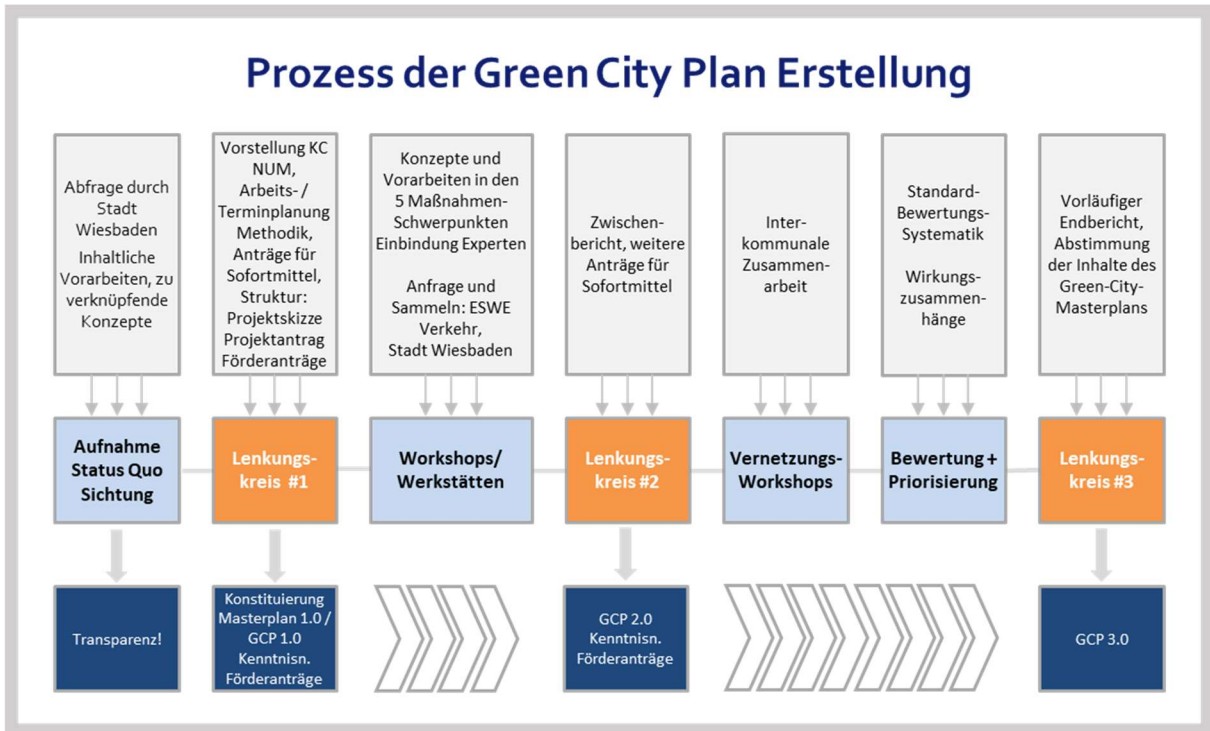 Prozess der Green City Plan Erstellung
Abfrage durch
Stadt
Wiesbaden
Inhaltliche
Vorarbeiten, zu
verknüpfende
Konzepte
Vorstellung KC
NUM,
Arbeits- /
Terminplanung
Methodik,
Anträge für
Sofortmittel,
Struktur:
Projektskizze
Projektantrag
Förderanträge
Konzepte und
Vorarbeiten in den
5 Maßnahmen-
Schwerpunkten
Einbindung Experten
Anfrage und
Sammeln: ESWE
Verkehr,
Stadt Wiesbaden
Zwischen-
bericht, weitere
Anträge für
Sofortmittel
Inter-
kommunale
Zusammen-
arbeit
Standard-
Bewertungs-
Systematik
Wirkungs-
zusammen-
hänge
Vorläufiger
Endbericht,
Abstimmung
der Inhalte des
Green-City-
Masterplans
Aufnahme
Status Quo
Sichtung
Lenkungs-
kreis #1
Workshops/
Werkstätten
Lenkungs-
kreis #2
Vernetzungs-
Workshops
Bewertung +
Priorisierung
Lenkungs-
kreis #3
Transparenz!
Konstituierung
Masterplan 1.0 /
GCP 1.0
Kenntnisn.
Förderanträge
GCP 2.0
Kenntnisn.
Förderanträge
GCP 3.0